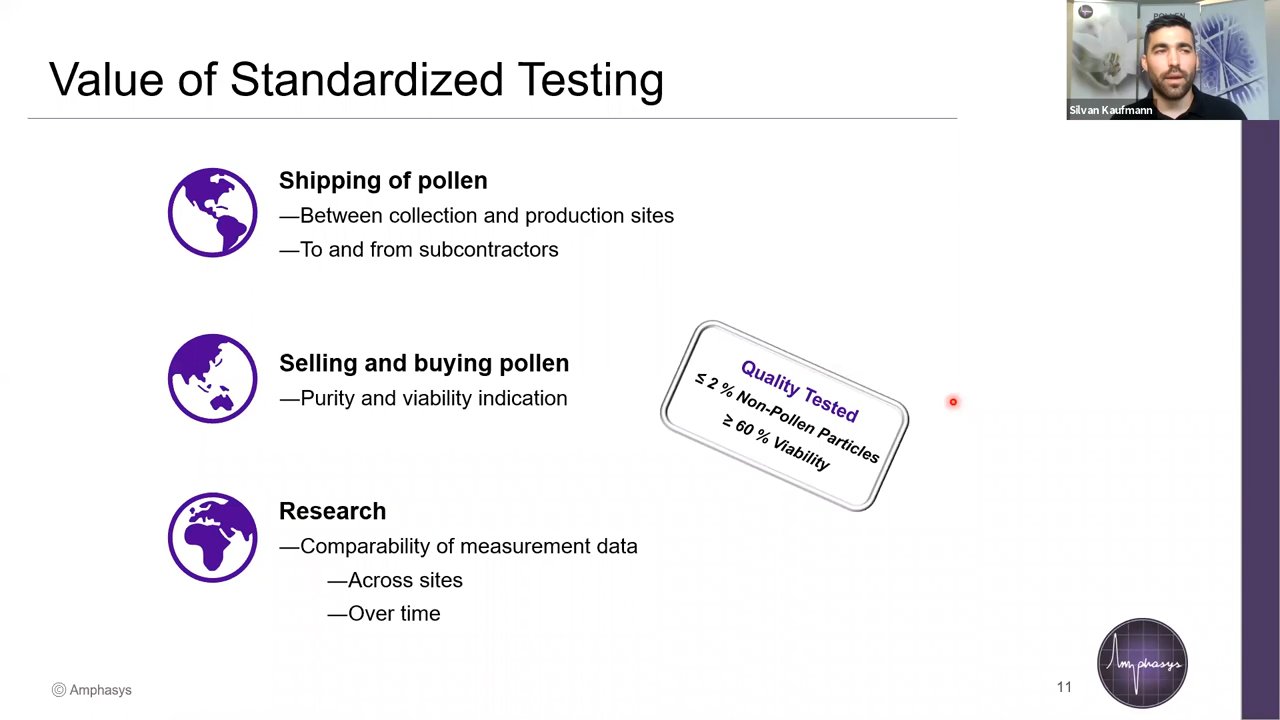 Value of Standardized Testing
Silvan Kaufmann
Shipping of pollen
—Between collection and production sites
—To and from subcontractors
Selling and buying pollen
—Purity and viability indication
Quality Tested
≤ 2 % Non-Pollen Particles
≥ 60 % Viability
Research
—Comparability of measurement data
—Across sites
—Over time
© Amphasys
11
Amphasys